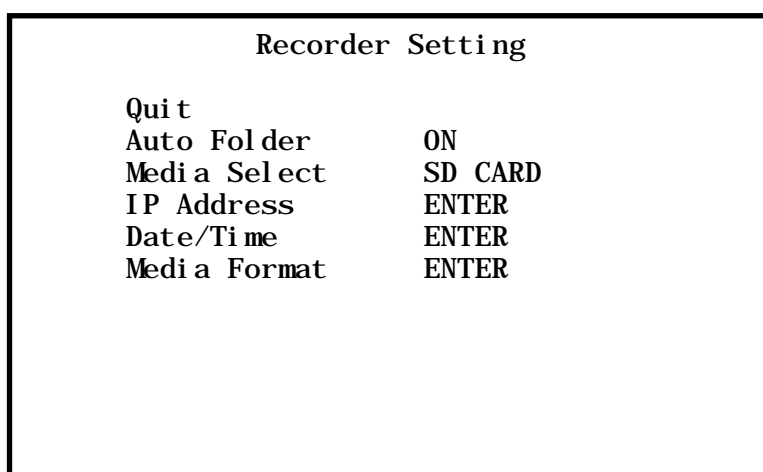 Recorder Setting
Quit
Auto Folder ON
Media Select SD CARD
IP Address ENTER
Date/Time ENTER
Media Format ENTER